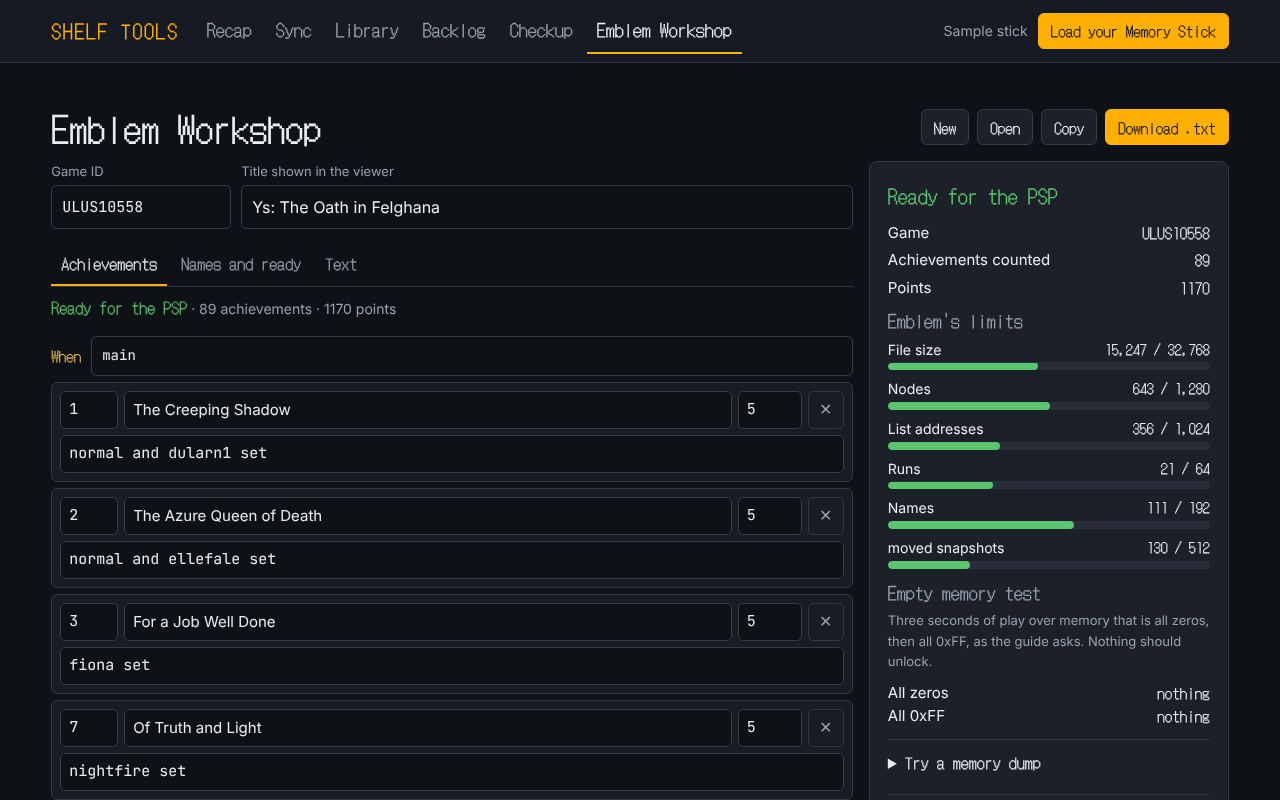 SHELF TOOLS Recap Sync Library Backlog Checkup Emblem Workshop Sample stick Load your Memory Stick
Emblem Workshop
New Open Copy Download .txt
Game ID Title shown in the viewer
ULUS10558 Ys: The Oath in Felghana
Achievements Names and ready Text
Ready for the PSP · 89 achievements · 1170 points
When main
1 The Creeping Shadow 5 ×
normal and dularn1 set
2 The Azure Queen of Death 5 ×
normal and ellefale set
3 For a Job Well Done 5 ×
fiona set
7 Of Truth and Light 5 ×
nightfire set
Ready for the PSP
Game ULUS10558
Achievements counted 89
Points 1170
Emblem's limits
File size 15,247 / 32,768
Nodes 643 / 1,280
List addresses 356 / 1,024
Runs 21 / 64
Names 111 / 192
moved snapshots 130 / 512
Empty memory test
Three seconds of play over memory that is all zeros,
then all 0xFF, as the guide asks. Nothing should
unlock.
All zeros nothing
All 0xFF nothing
▶ Try a memory dump